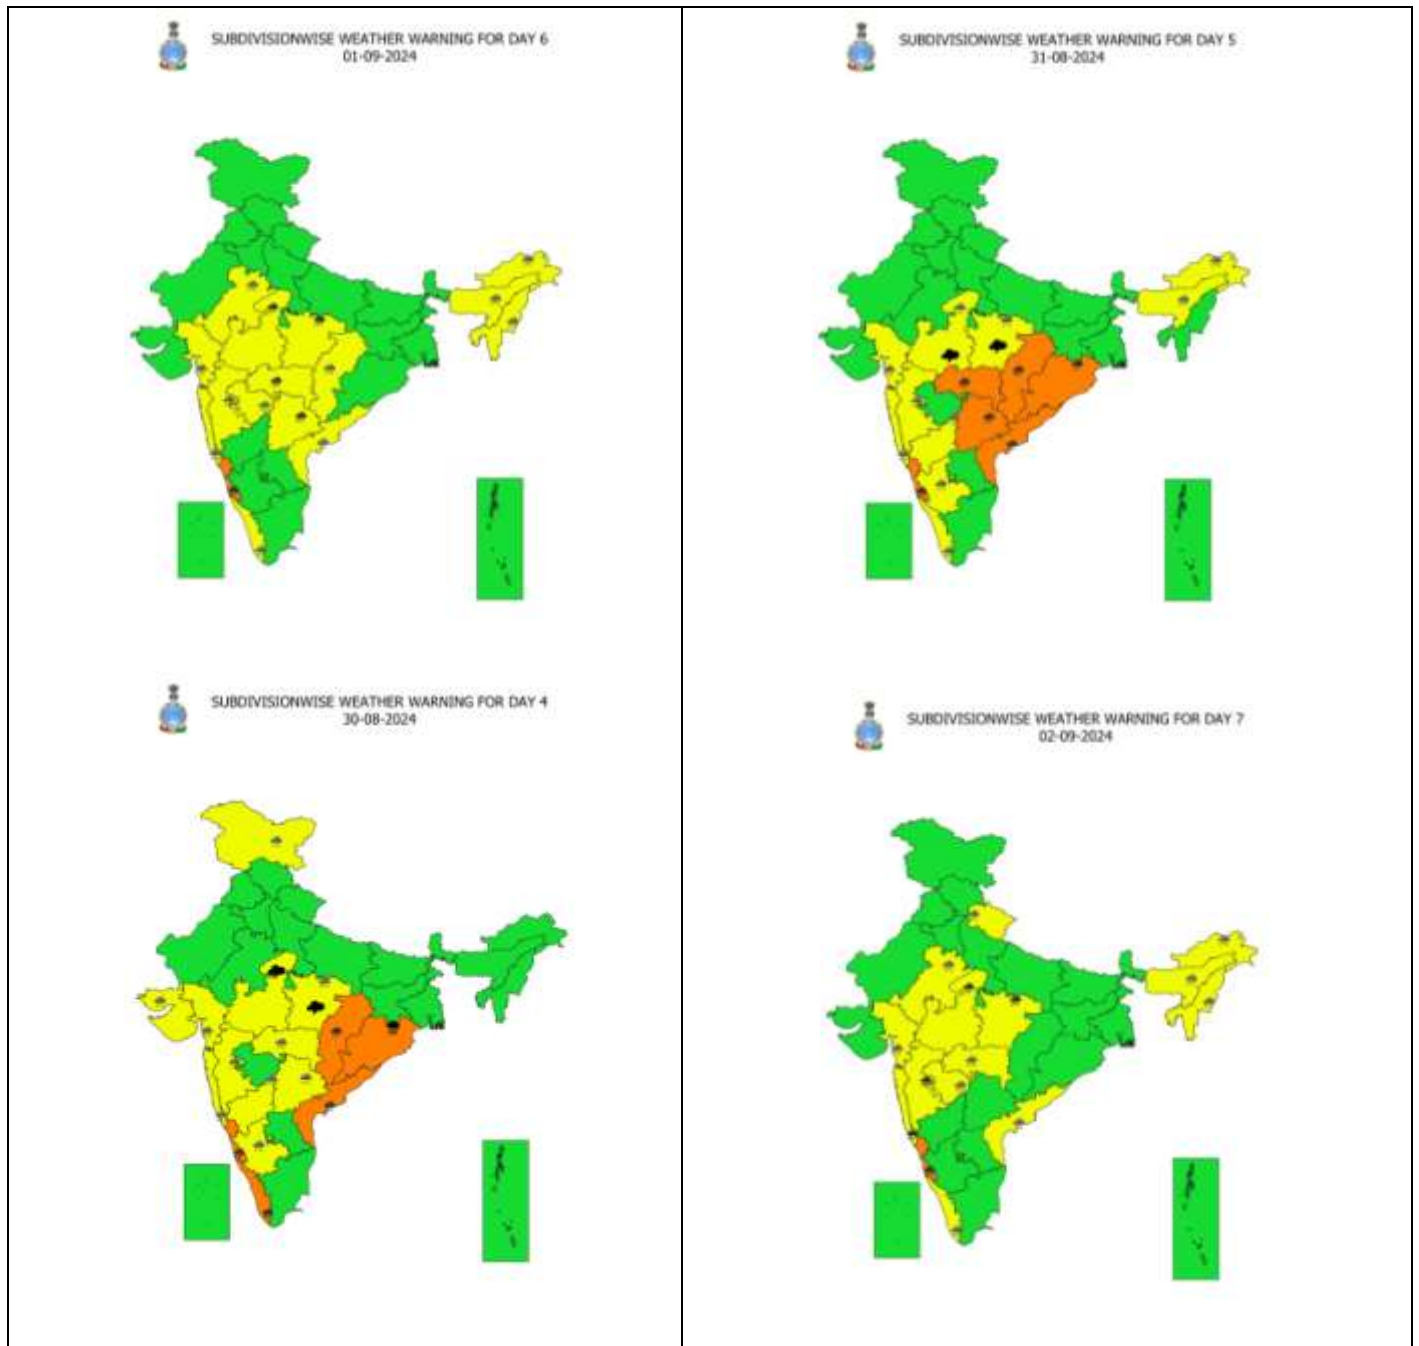 SUBDIVISIONWISE WEATHER WARNING FOR DAY 6
01-09-2024
SUBDIVISIONWISE WEATHER WARNING FOR DAY 5
31-08-2024
SUBDIVISIONWISE WEATHER WARNING FOR DAY 4
30-08-2024
SUBDIVISIONWISE WEATHER WARNING FOR DAY 7
02-09-2024